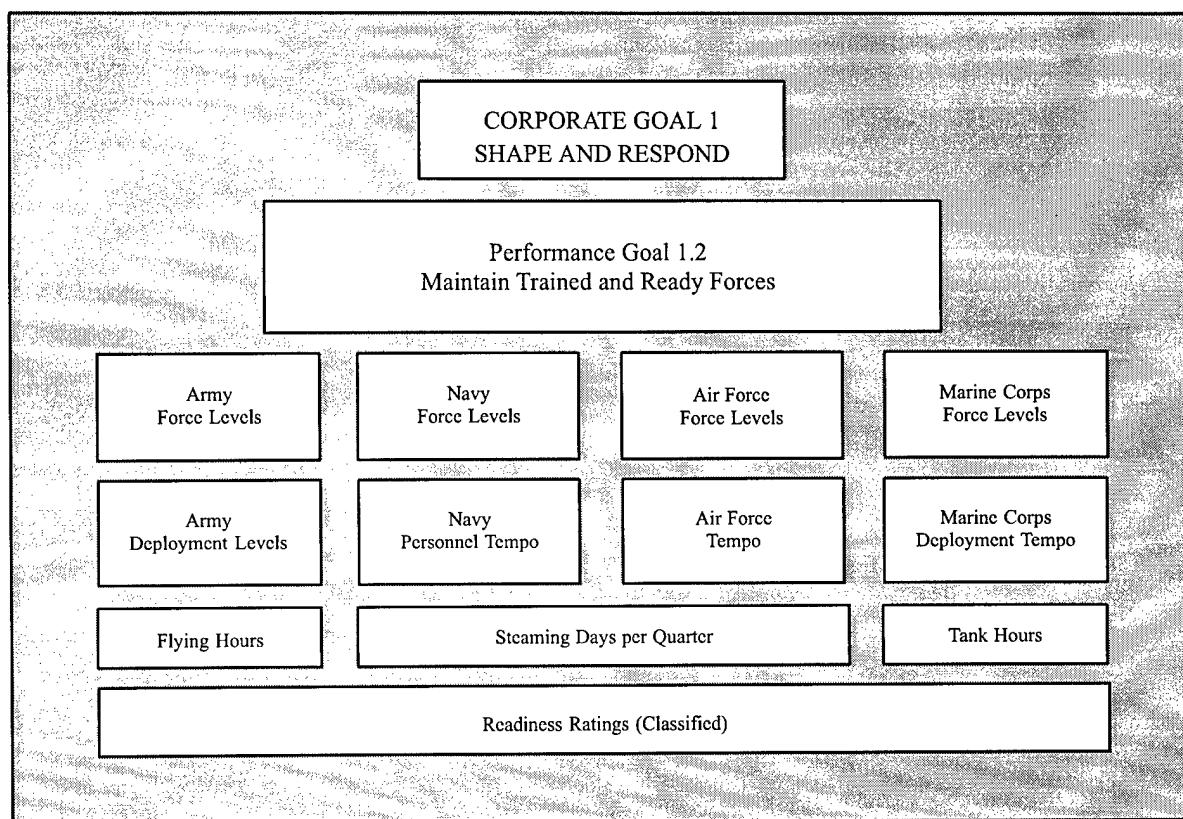 CORPORATE GOAL 1
SHAPE AND RESPOND
Performance Goal 1.2
Maintain Trained and Ready Forces
Army
Force Levels
Navy
Force Levels
Air Force
Force Levels
Marine Corps
Force Levels
Army
Deployment Levels
Navy
Personnel Tempo
Air Force
Tempo
Marine Corps
Deployment Tempo
Flying Hours
Steaming Days per Quarter
Tank Hours
Readiness Ratings (Classified)